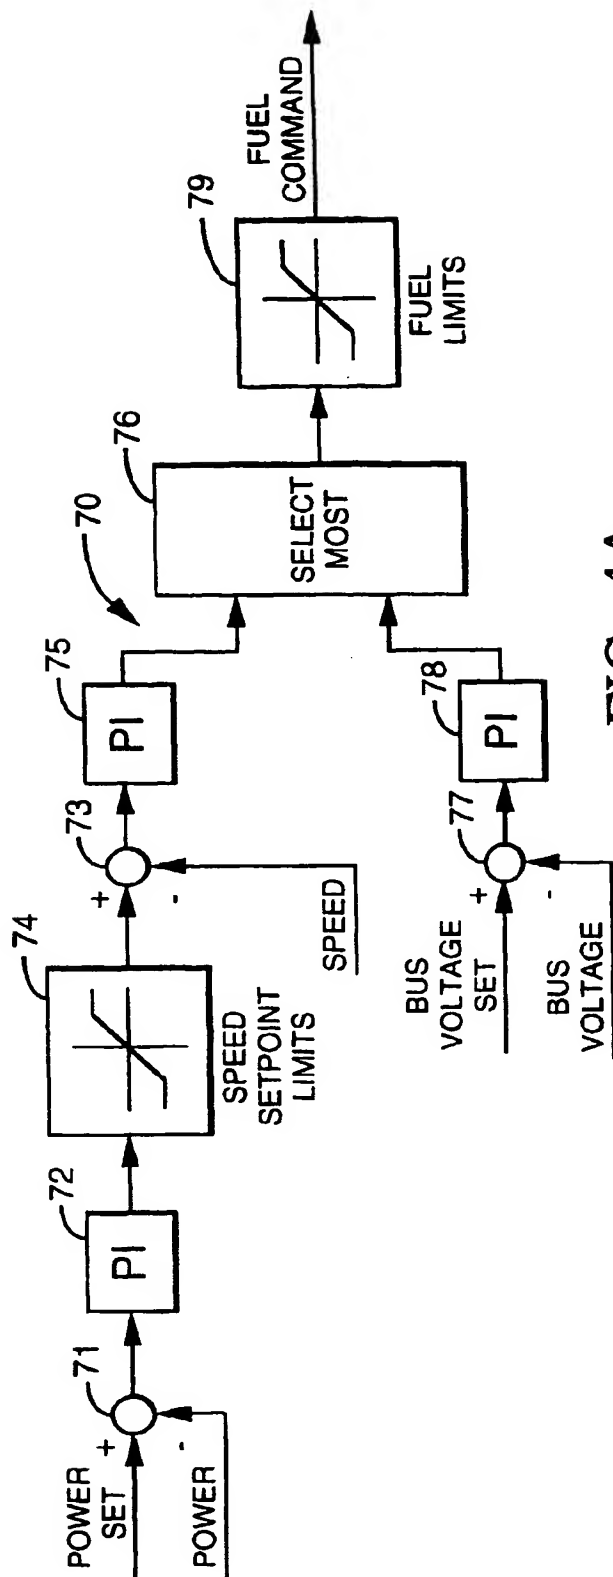 POWER
SET
+
-
POWER
71
PI
72
74
SPEED
SETPOINT
LIMITS
+
-
73
SPEED
PI
75
70
76
SELECT
MOST
BUS
VOLTAGE
SET
+
-
BUS
VOLTAGE
77
PI
78
79
FUEL
LIMITS
FUEL
COMMAND
FIG.